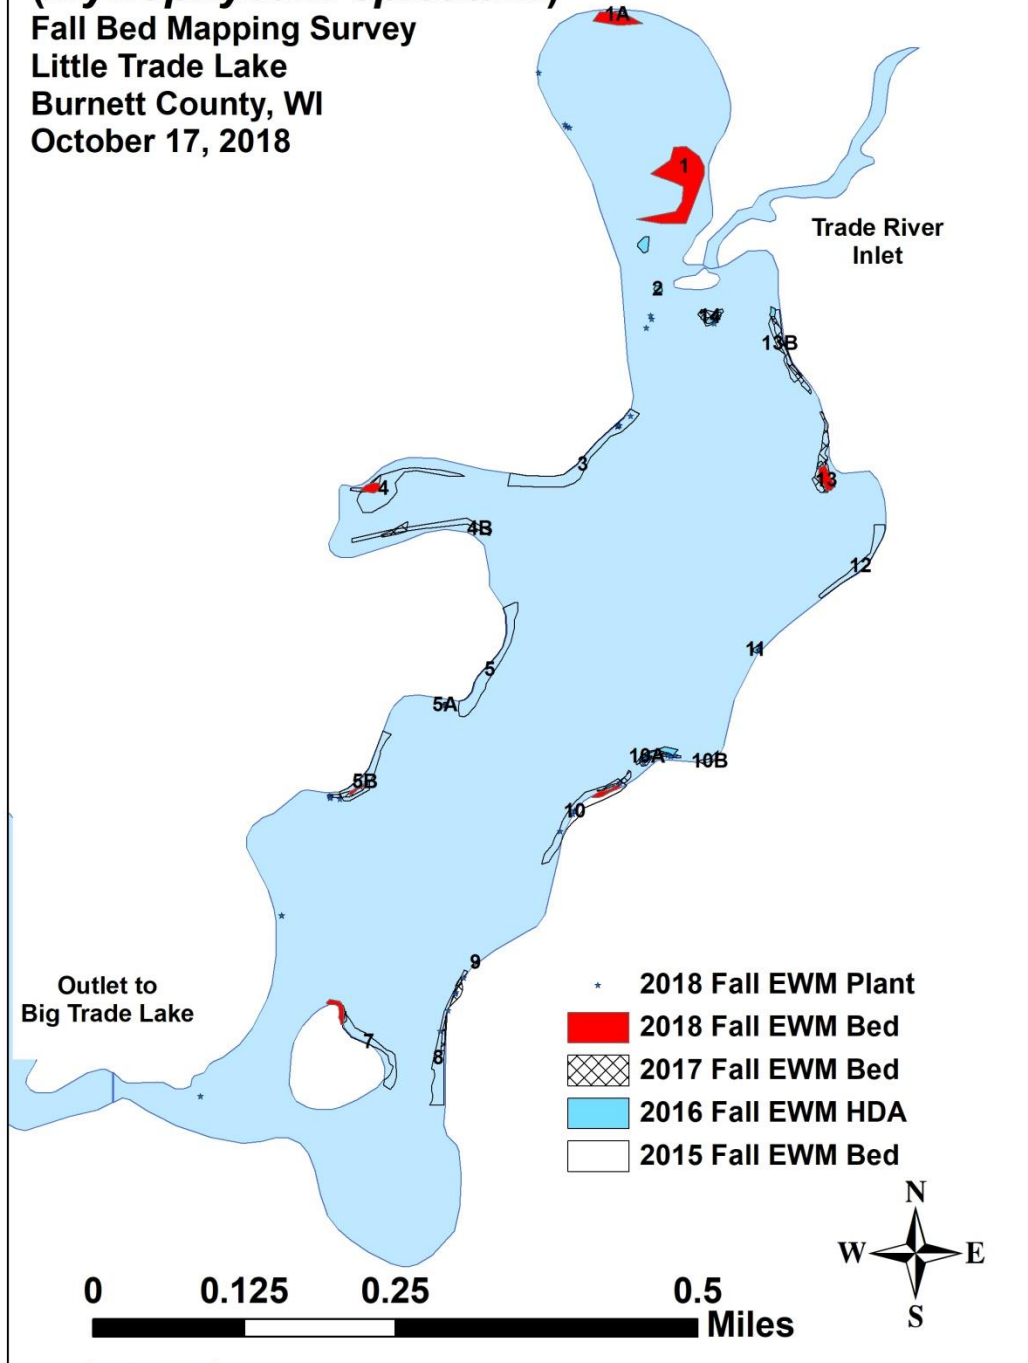 Fall Bed Mapping Survey
Little Trade Lake
Burnett County, WI
October 17, 2018
1A
1
Trade River
Inlet
2
14
13B
3
4
13
4B
12
11
5
5A
10A
10B
5B
10
9
Outlet to
Big Trade Lake
7
8
2018 Fall EWM Plant
2018 Fall EWM Bed
2017 Fall EWM Bed
2016 Fall EWM HDA
2015 Fall EWM Bed
N
W E
S
0 0.125 0.25 0.5
Miles